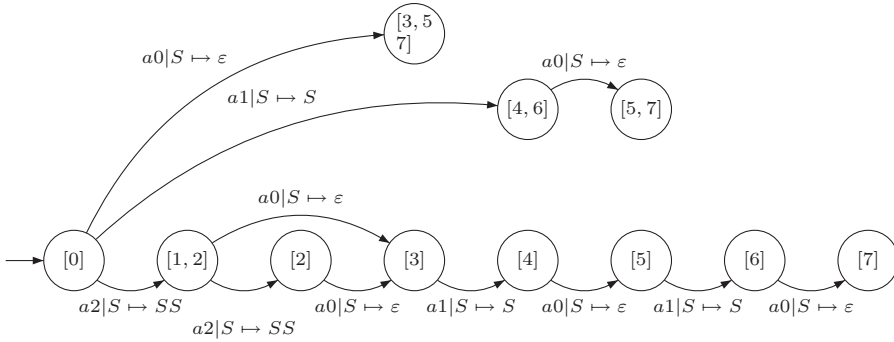 [3, 5
7]
a0|S ↦ ε
a0|S ↦ ε
a1|S ↦ S
[4, 6]
[5, 7]
a0|S ↦ ε
[0]
[1, 2]
[2]
[3]
[4]
[5]
[6]
[7]
a2|S ↦ SS
a0|S ↦ ε
a1|S ↦ S
a0|S ↦ ε
a1|S ↦ S
a0|S ↦ ε
a2|S ↦ SS